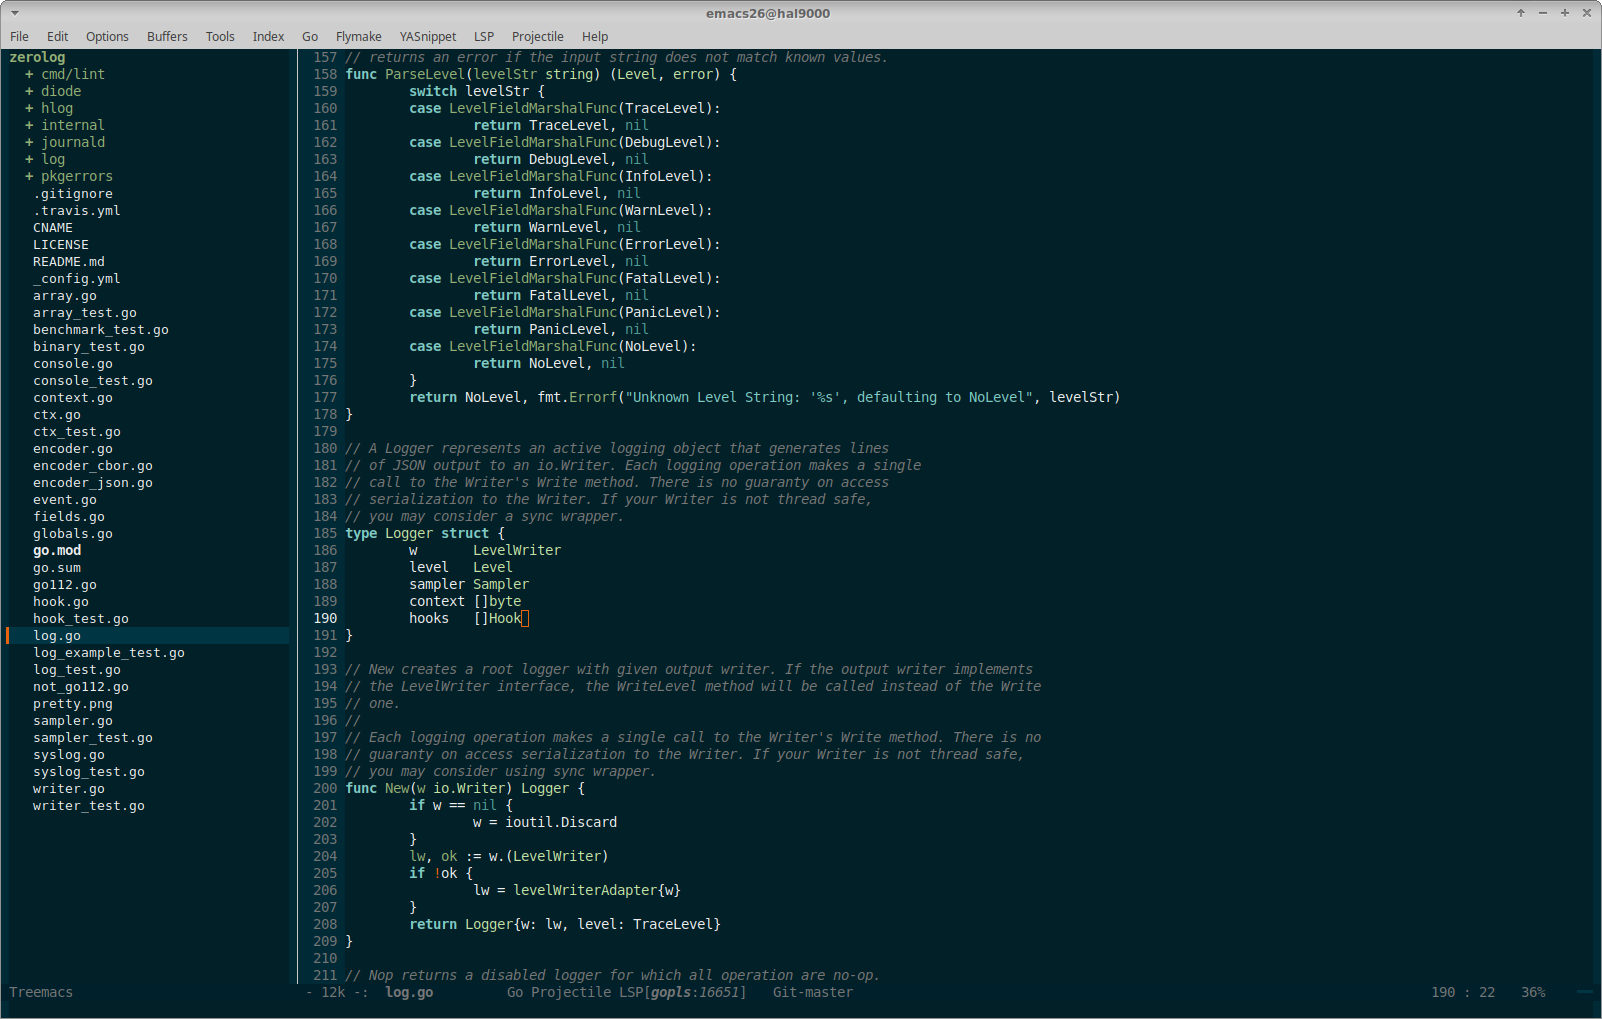 emacs26@hal9000
File Edit Options Buffers Tools Index Go Flymake YASnippet LSP Projectile Help
zerolog
+ cmd/lint
+ diode
+ hlog
+ internal
+ journald
+ log
+ pkgerrors
.gitignore
.travis.yml
CNAME
LICENSE
README.md
_config.yml
array.go
array_test.go
benchmark_test.go
binary_test.go
console.go
console_test.go
context.go
ctx.go
ctx_test.go
encoder.go
encoder_cbor.go
encoder_json.go
event.go
fields.go
globals.go
go.mod
go.sum
go112.go
hook.go
hook_test.go
log.go
log_example_test.go
log_test.go
not_go112.go
pretty.png
sampler.go
sampler_test.go
syslog.go
syslog_test.go
writer.go
writer_test.go
157 // returns an error if the input string does not match known values.
158 func ParseLevel(levelStr string) (Level, error) {
159         switch levelStr {
160         case LevelFieldMarshalFunc(TraceLevel):
161                 return TraceLevel, nil
162         case LevelFieldMarshalFunc(DebugLevel):
163                 return DebugLevel, nil
164         case LevelFieldMarshalFunc(InfoLevel):
165                 return InfoLevel, nil
166         case LevelFieldMarshalFunc(WarnLevel):
167                 return WarnLevel, nil
168         case LevelFieldMarshalFunc(ErrorLevel):
169                 return ErrorLevel, nil
170         case LevelFieldMarshalFunc(FatalLevel):
171                 return FatalLevel, nil
172         case LevelFieldMarshalFunc(PanicLevel):
173                 return PanicLevel, nil
174         case LevelFieldMarshalFunc(NoLevel):
175                 return NoLevel, nil
176         }
177         return NoLevel, fmt.Errorf("Unknown Level String: '%s', defaulting to NoLevel", levelStr)
178 }
179
180 // A Logger represents an active logging object that generates lines
181 // of JSON output to an io.Writer. Each logging operation makes a single
182 // call to the Writer's Write method. There is no guaranty on access
183 // serialization to the Writer. If your Writer is not thread safe,
184 // you may consider a sync wrapper.
185 type Logger struct {
186         w       LevelWriter
187         level   Level
188         sampler Sampler
189         context []byte
190         hooks   []Hook
191 }
192
193 // New creates a root logger with given output writer. If the output writer implements
194 // the LevelWriter interface, the WriteLevel method will be called instead of the Write
195 // one.
196 //
197 // Each logging operation makes a single call to the Writer's Write method. There is no
198 // guaranty on access serialization to the Writer. If your Writer is not thread safe,
199 // you may consider using sync wrapper.
200 func New(w io.Writer) Logger {
201         if w == nil {
202                 w = ioutil.Discard
203         }
204         lw, ok := w.(LevelWriter)
205         if !ok {
206                 lw = levelWriterAdapter{w}
207         }
208         return Logger{w: lw, level: TraceLevel}
209 }
210
211 // Nop returns a disabled logger for which all operation are no-op.
Treemacs - 12k -: log.go Go Projectile LSP[gopls:16651] Git-master 190 : 22 36%